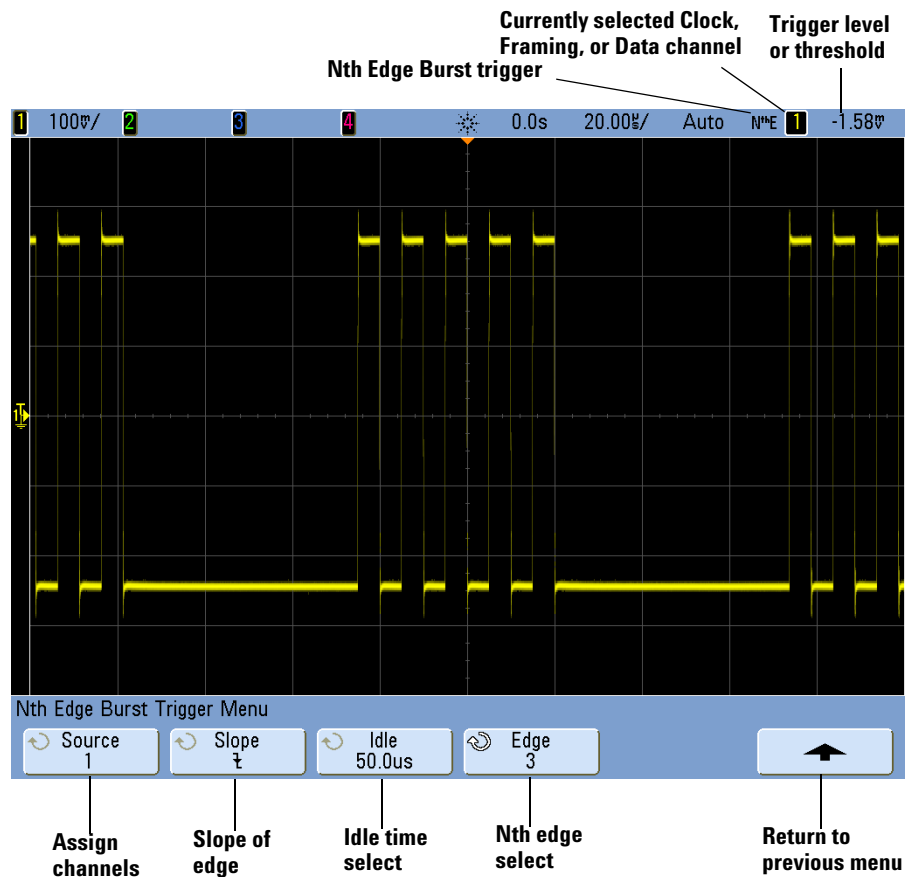 Currently selected Clock,
Framing, or Data channel
Trigger level
or threshold
Nth Edge Burst trigger
1 100mV/ 2 3 4 0.0s 20.00us/ Auto NthE 1 -1.58mV
1
Nth Edge Burst Trigger Menu
Source
1
Slope
Idle
50.0us
Edge
3
Assign
channels
Slope of
edge
Idle time
select
Nth edge
select
Return to
previous menu